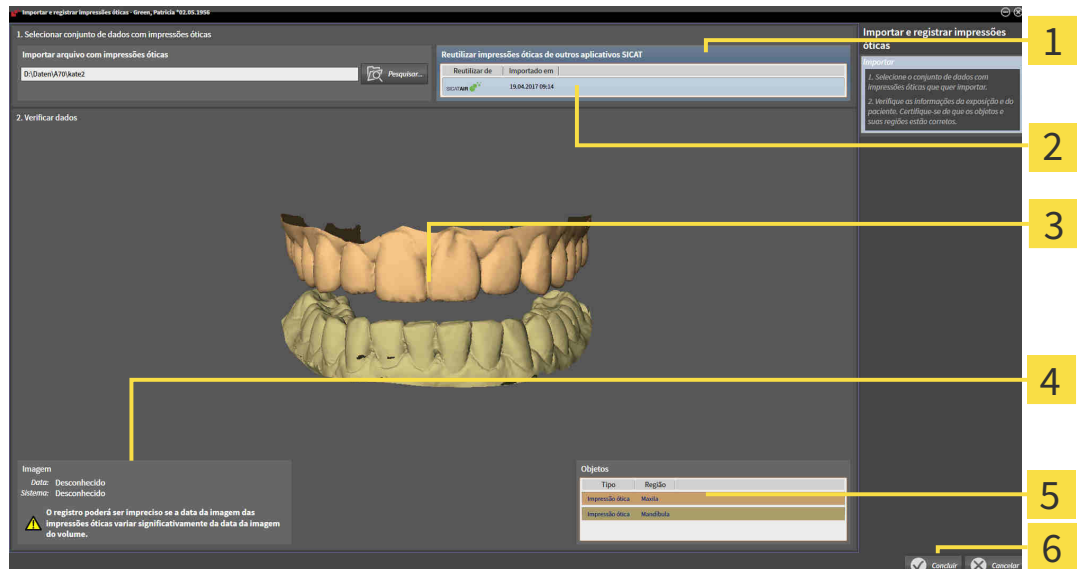 Importar e registrar impressões óticas - Green, Patricia *02.05.1956
1. Selecionar conjunto de dados com impressões óticas
Importar arquivo com impressões óticas
D:\Daten\A70\kate2
Pesquisar...
Reutilizar impressões óticas de outros aplicativos SICAT
Reutilizar de
Importado em
SICAT AIR
19.04.2017 09:14
Importar e registrar impressões
óticas
Importar
1. Selecione o conjunto de dados com
impressões óticas que quer importar.
2. Verifique as informações da exposição e do
paciente. Certifique-se de que os objetos e
suas regiões estão corretos.
1
2
2. Verificar dados
3
4
Imagem
Data: Desconhecido
Sistema: Desconhecido
O registro poderá ser impreciso se a data da imagem das
impressões óticas variar significativamente da data da imagem
do volume.
Objetos
Tipo
Região
Impressão ótica Maxila
Impressão ótica Mandíbula
5
6
Concluir
Cancelar